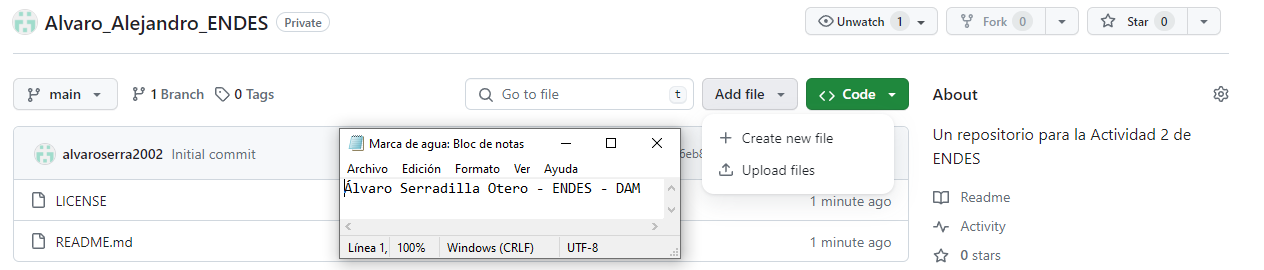 Alvaro_Alejandro_ENDES Private
Unwatch 1
Fork 0
Star 0
main
1 Branch
0 Tags
Go to file
t
Add file
Code
About
Un repositorio para la Actividad 2 de
ENDES
Create new file
Upload files
alvaroserra2002 Initial commit
Marca de agua: Bloc de notas
Archivo Edición Formato Ver Ayuda
Álvaro Serradilla Otero - ENDES - DAM
Línea 1, 100% Windows (CRLF) UTF-8
LICENSE
1 minute ago
README.md
1 minute ago
Readme
Activity
0 stars